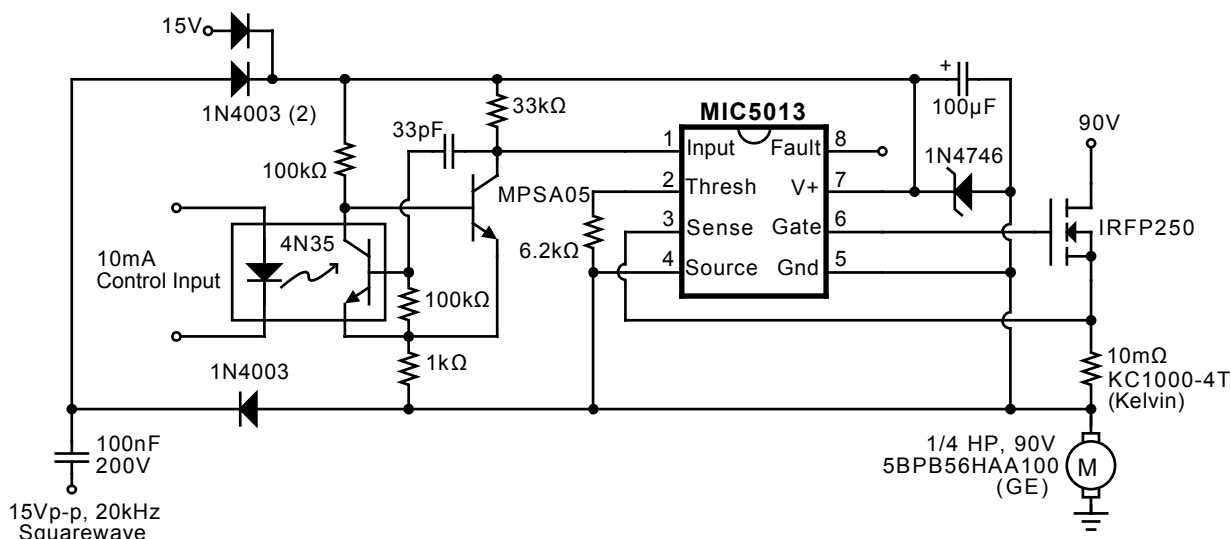 15V
1N4003 (2)
33kΩ
33pF
100kΩ
MPSA05
4N35
10mA
Control Input
100kΩ
1kΩ
1N4003
100nF
200V
15Vp-p, 20kHz
Squarewave
6.2kΩ
MIC5013
1 Input Fault 8
2 Thresh V+ 7
3 Sense Gate 6
4 Source Gnd 5
+
100µF
1N4746
90V
IRFP250
10mΩ
KC1000-4T
(Kelvin)
1/4 HP, 90V
5BPB56HAA100
(GE)
M